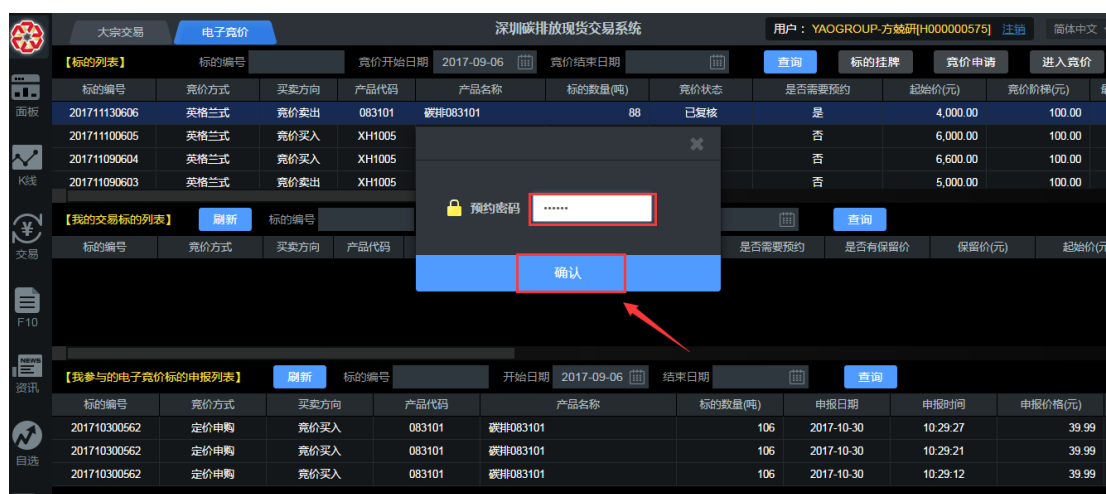 大宗交易 电子竞价 深圳碳排放现货交易系统 用户：YAOGROUP-方兢研[H000000575] 注销 简体中文
【标的列表】 标的编号 竞价开始日期 2017-09-06 竞价结束日期 查询 标的挂牌 竞价申请 进入竞价
标的编号 竞价方式 买卖方向 产品代码 产品名称 标的数量(吨) 竞价状态 是否需要预约 起始价(元) 竞价阶梯(元)
面板 201711130606 英格兰式 竞价卖出 083101 碳排083101 88 已复核 是 4,000.00 100.00
201711100605 英格兰式 竞价买入 XH1005 否 6,600.00 100.00
201711090604 英格兰式 竞价买入 XH1005 否 6,600.00 100.00
K线 201711090603 英格兰式 竞价卖出 XH1005 否 5,000.00 100.00
预约密码 ······
【我的交易标的列表】 刷新 标的编号 查询
交易 标的编号 竞价方式 买卖方向 产品代码 是否需要预约 是否有保留价 保留价(元) 起始价(元
确认
F10
NEWS
资讯 【我参与的电子竞价标的申报列表】 刷新 标的编号 开始日期 2017-09-06 结束日期 查询
标的编号 竞价方式 买卖方向 产品代码 产品名称 标的数量(吨) 申报日期 申报时间 申报价格(元)
201710300562 定价申购 竞价买入 083101 碳排083101 106 2017-10-30 10:29:27 39.99
自选 201710300562 定价申购 竞价买入 083101 碳排083101 106 2017-10-30 10:29:21 39.99
201710300562 定价申购 竞价买入 083101 碳排083101 106 2017-10-30 10:29:12 39.99